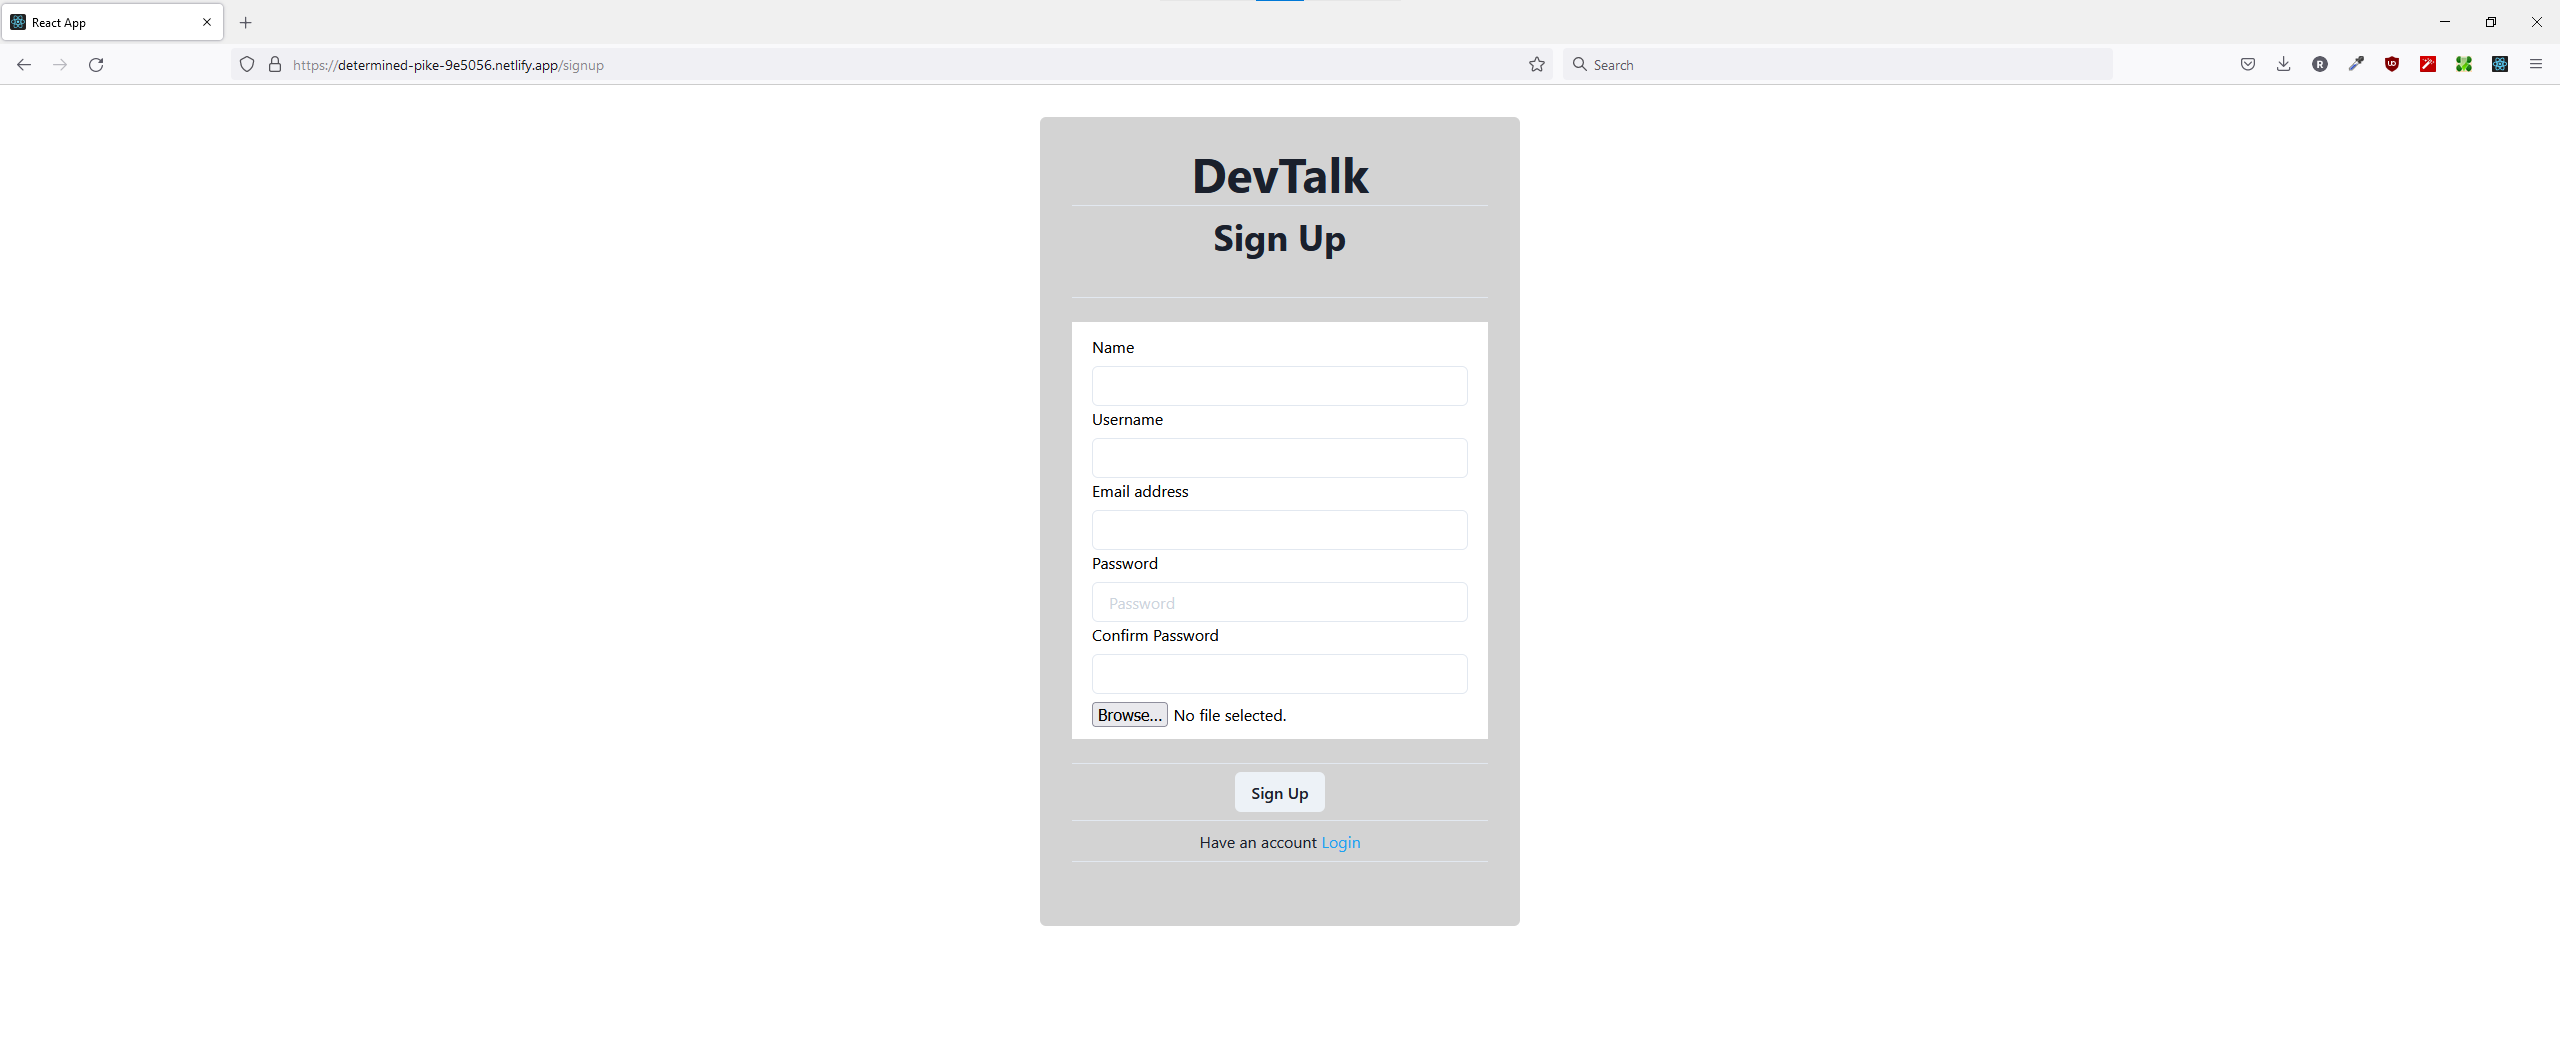 React App
https://determined-pike-9e5056.netlify.app/signup
Search
DevTalk
Sign Up
Name
Username
Email address
Password
Password
Confirm Password
Browse... No file selected.
Sign Up
Have an account Login